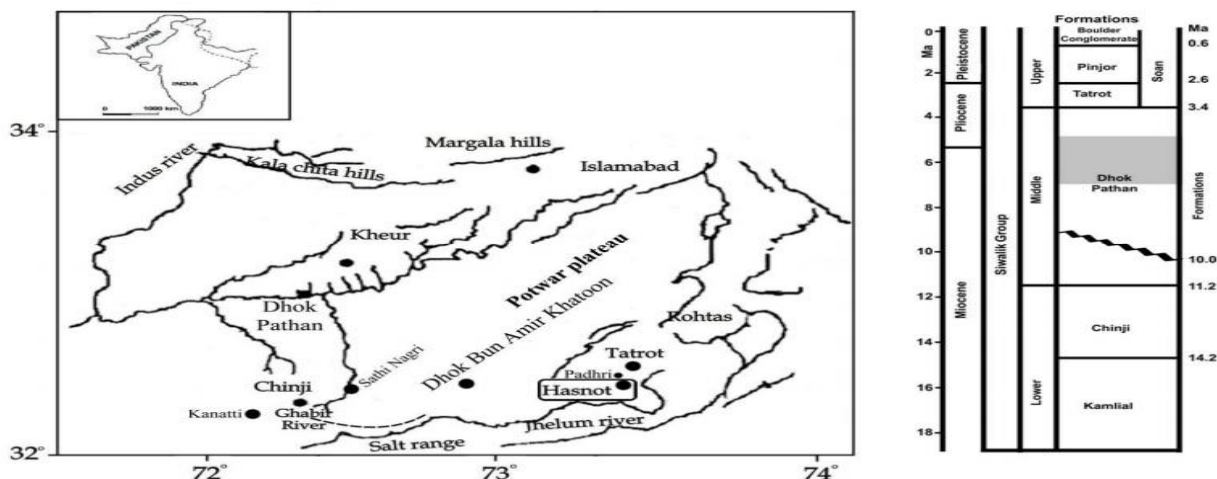 PAKISTAN
INDIA
0 1000 km
34°
32°
72°
73°
74°
Indus river
Kala chita hills
Margala hills
Islamabad
Kheur
Dhok
Pathan
Potwar plateau
Dhok Bun Amir Khatoon
Sathi Nagri
Rohtas
Tatrot
Padhri
Hasnot
Chinji
Kanatti
Ghabir
River
Jhelum river
Salt range
Formations
Ma
0
2
4
6
8
10
12
14
16
18
Pleistocene
Pliocene
Miocene
Siwalik Group
Upper
Middle
Lower
Boulder
Conglomerate
Pinjor
Tatrot
Soan
Dhok
Pathan
Chinji
Kamlial
Ma
0.6
2.6
3.4
Formations
10.0
11.2
14.2